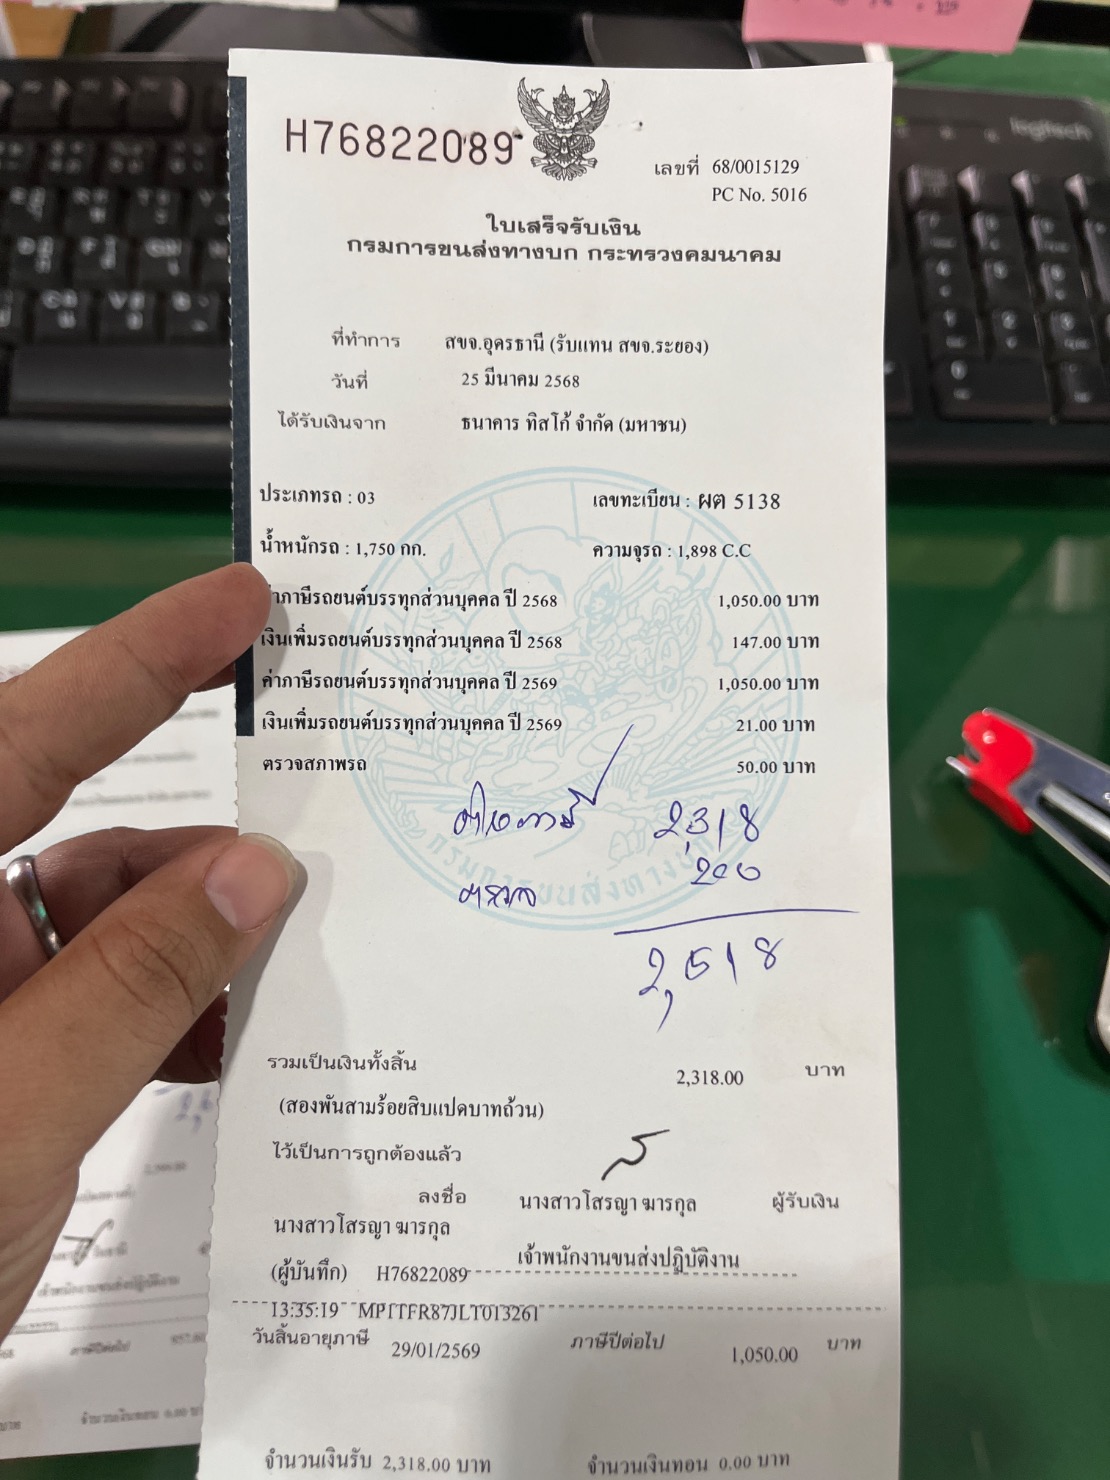 H76822089
เลขที่ 68/0015129
PC No. 5016
ใบเสร็จรับเงิน
กรมการขนส่งทางบก กระทรวงคมนาคม
ที่ทำการ สขจ.อุดรธานี (รับแทน สขจ.ระยอง)
วันที่ 25 มีนาคม 2568
ได้รับเงินจาก ธนาคาร ทิสโก้ จำกัด (มหาชน)
ประเภทรถ : 03 เลขทะเบียน : ผต 5138
น้ำหนักรถ : 1,750 กก. ความจุรถ : 1,898 C.C
ค่าภาษีรถยนต์บรรทุกส่วนบุคคล ปี 2568 1,050.00 บาท
เงินเพิ่มรถยนต์บรรทุกส่วนบุคคล ปี 2568 147.00 บาท
ค่าภาษีรถยนต์บรรทุกส่วนบุคคล ปี 2569 1,050.00 บาท
เงินเพิ่มรถยนต์บรรทุกส่วนบุคคล ปี 2569 21.00 บาท
ตรวจสภาพรถ 50.00 บาท
2,318
ตรวจ 200
2,518
กรมการขนส่งทางบก
รวมเป็นเงินทั้งสิ้น 2,318.00 บาท
(สองพันสามร้อยสิบแปดบาทถ้วน)
ไว้เป็นการถูกต้องแล้ว
ลงชื่อ นางสาวโสรญา ฆารกุล ผู้รับเงิน
นางสาวโสรญา ฆารกุล
เจ้าพนักงานขนส่งปฏิบัติงาน
(ผู้บันทึก) H76822089
13:35:19 MP1TFR87JLT013261
วันสิ้นอายุภาษี 29/01/2569 ภาษีปีต่อไป 1,050.00 บาท
จำนวนเงินรับ 2,318.00 บาท จำนวนเงินทอน 0.00 บาท
logitech